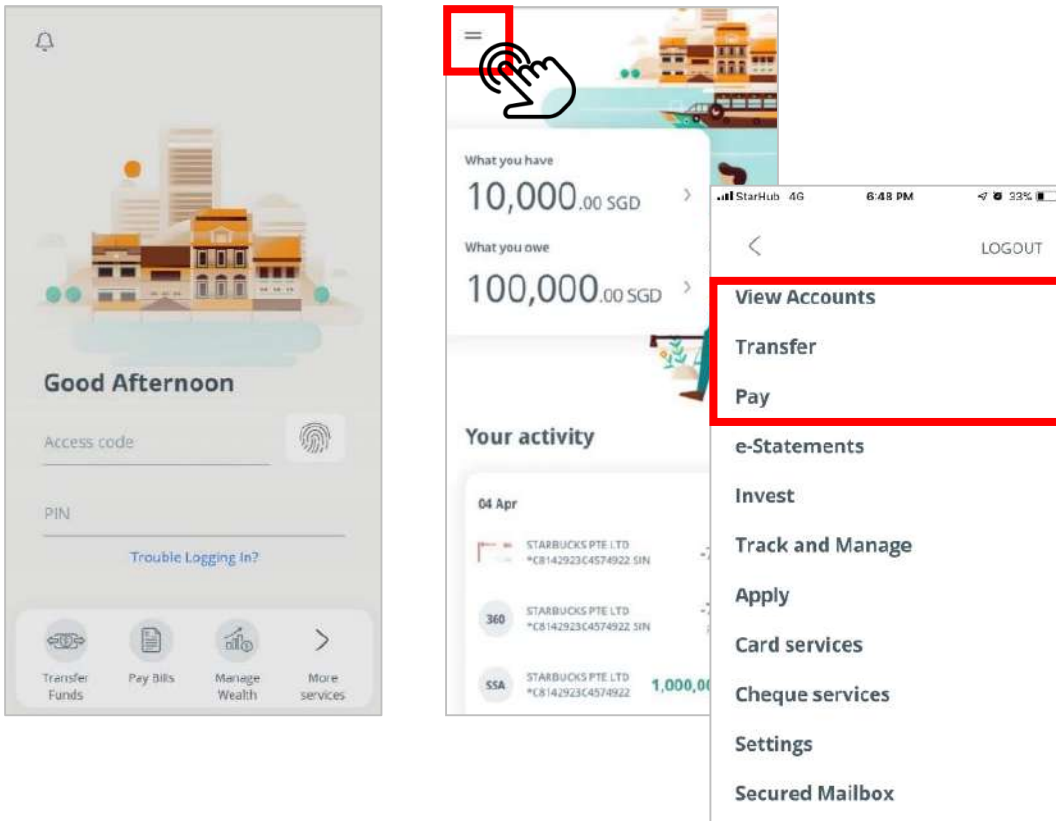 Good Afternoon
Access code
PIN
Trouble Logging In?
Transfer
Funds
Pay Bills
Manage
Wealth
More
services
What you have
10,000.00 SGD
What you owe
100,000.00 SGD
Your activity
04 Apr
STARBUCKS PTE LTD
*C8142923C4574922 SIN
360
STARBUCKS PTE LTD
*C8142923C4574922 SIN
SSA
STARBUCKS PTE LTD
*C8142923C4574922
1,000,00
StarHub 4G
6:48 PM
33%
LOGOUT
View Accounts
Transfer
Pay
e-Statements
Invest
Track and Manage
Apply
Card services
Cheque services
Settings
Secured Mailbox